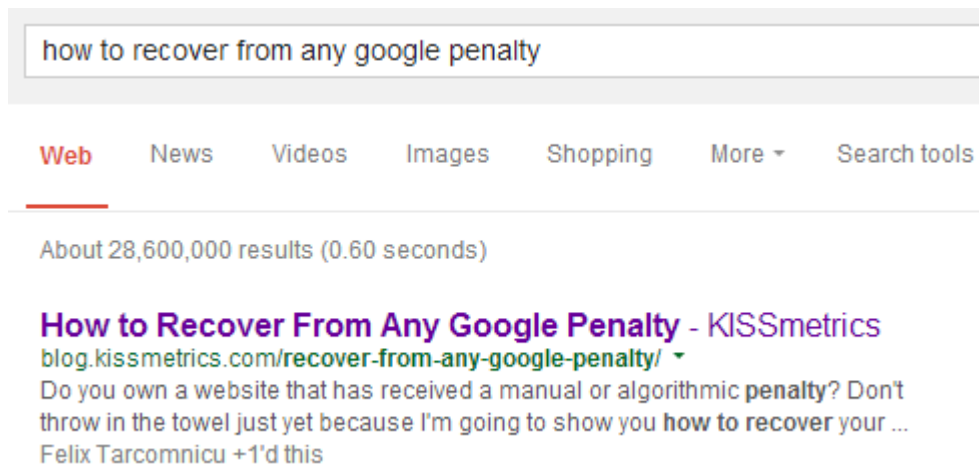 how to recover from any google penalty
Web News Videos Images Shopping More Search tools
About 28,600,000 results (0.60 seconds)
How to Recover From Any Google Penalty - KISSmetrics
blog.kissmetrics.com/recover-from-any-google-penalty/
Do you own a website that has received a manual or algorithmic penalty? Don't
throw in the towel just yet because I'm going to show you how to recover your ...
Felix Tarcomnicu +1'd this